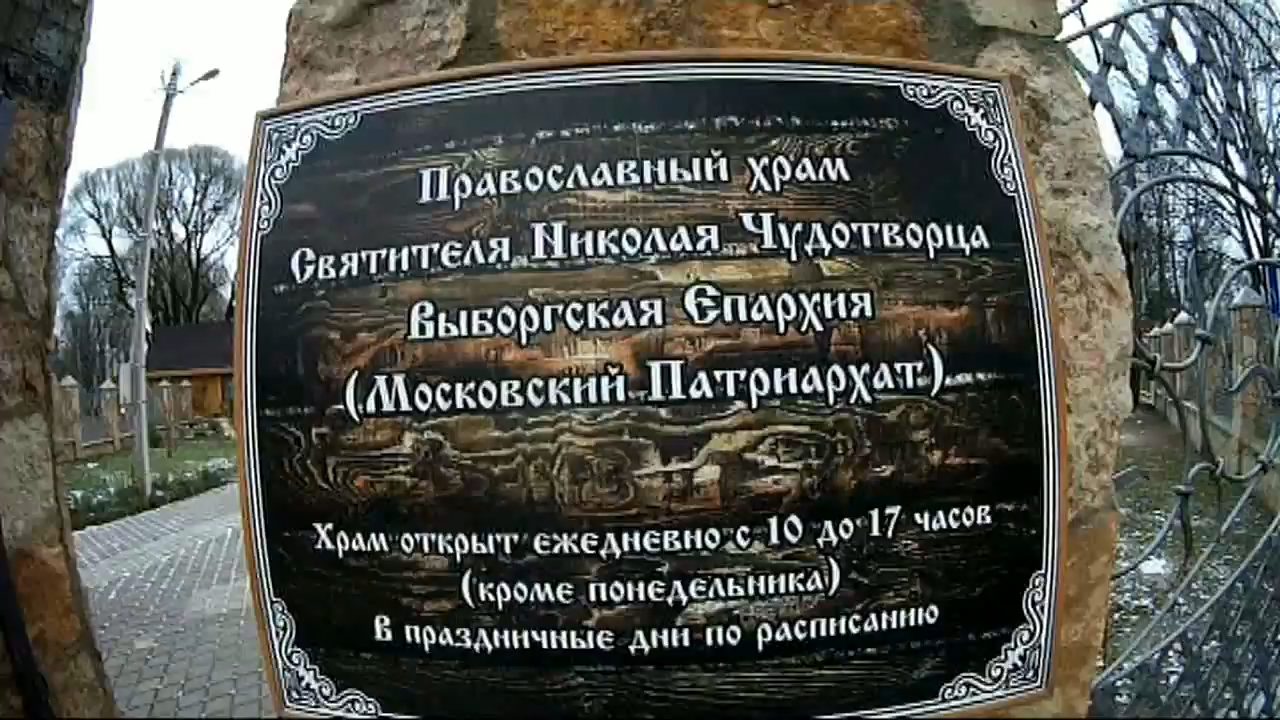 Православный храм
Святителя Николая Чудотворца
Выборгская Епархия
(Московский Патриархат)
Храм открыт ежедневно с 10 до 17 часов
(кроме понедельника)
В праздничные дни по расписанию